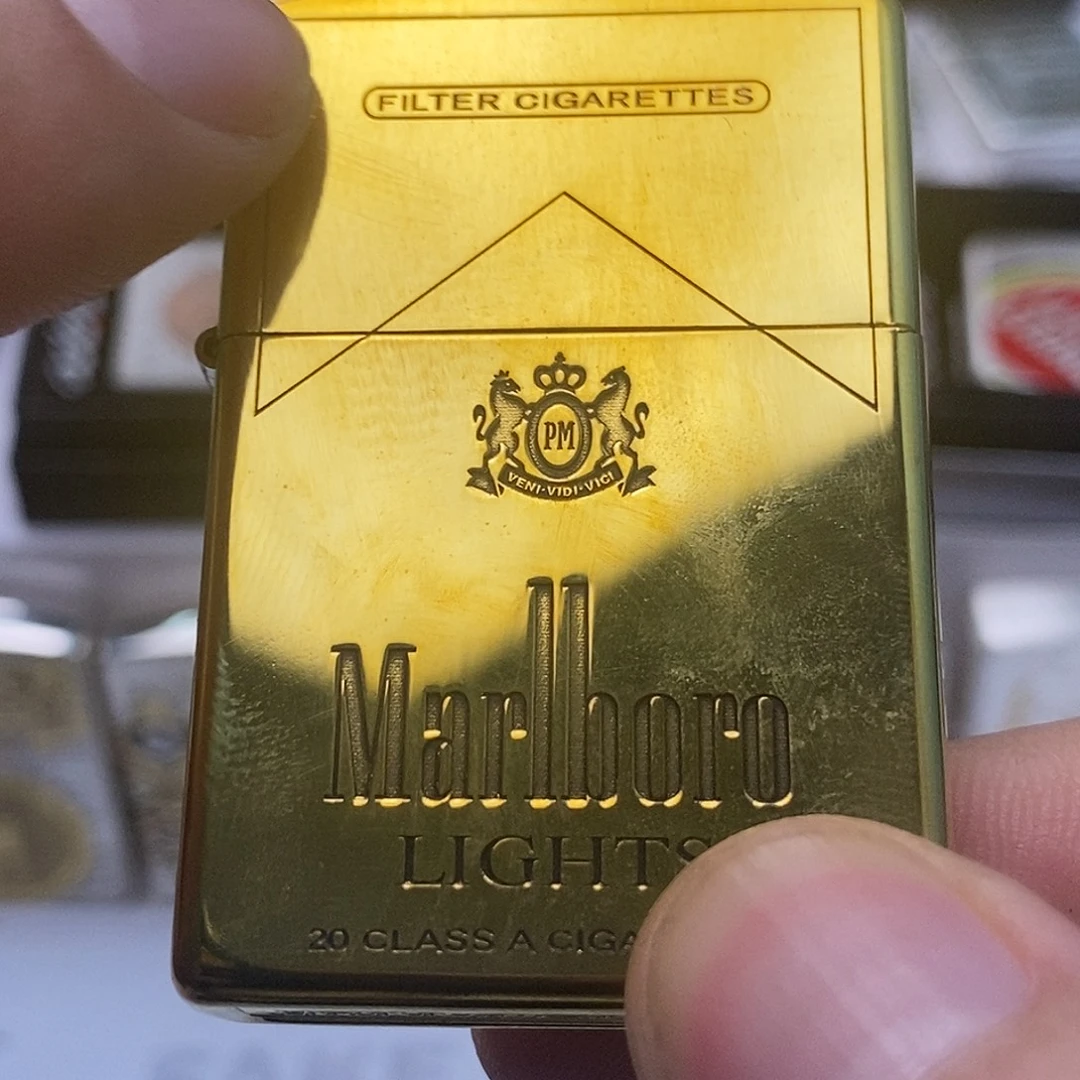 FILTER CIGARETTES
PM
VENI·VIDI·VICI
Marlboro
LIGHTS
20 CLASS A